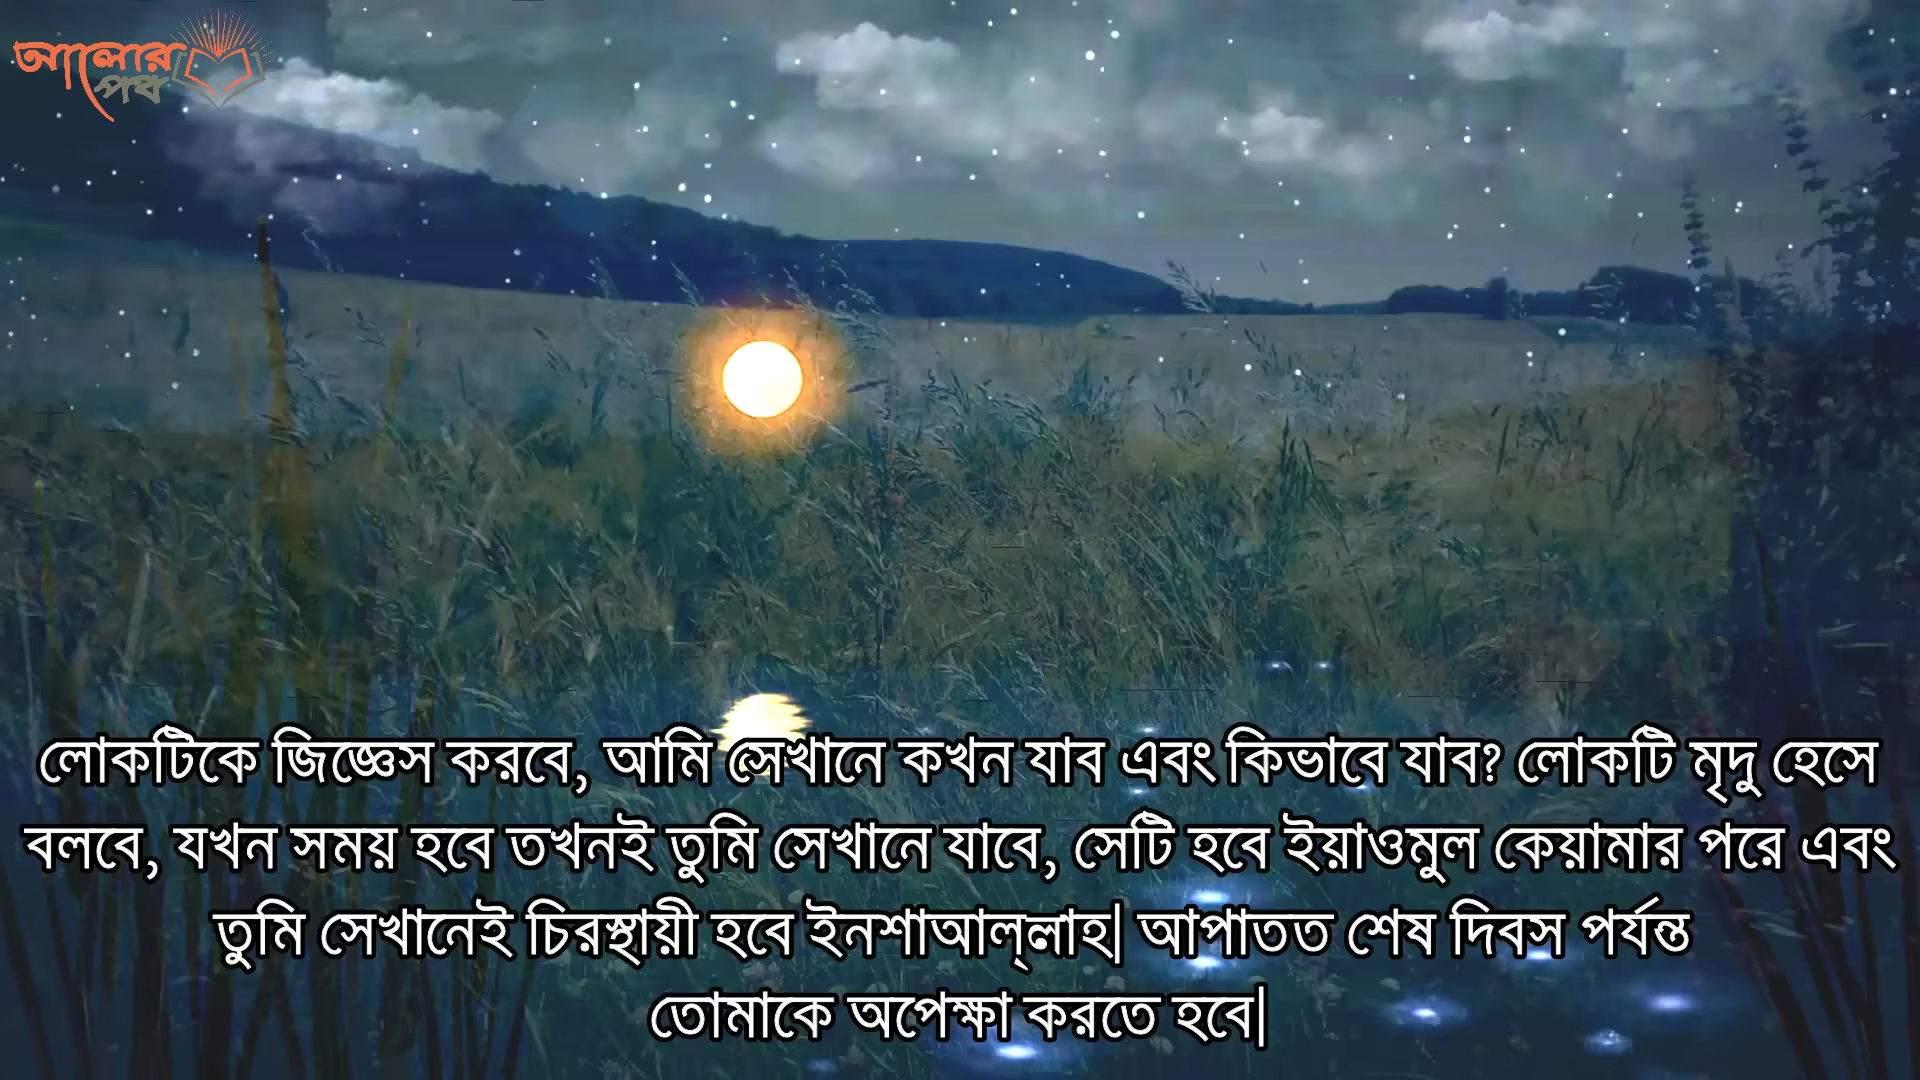 আলোর
পথ
লোকটিকে জিজ্ঞেস করবে, আমি সেখানে কখন যাব এবং কিভাবে যাব? লোকটি মৃদু হেসে
বলবে, যখন সময় হবে তখনই তুমি সেখানে যাবে, সেটি হবে ইয়াওমুল কেয়ামার পরে এবং
তুমি সেখানেই চিরস্থায়ী হবে ইনশাআল্‌লাহ| আপাতত শেষ দিবস পর্যন্ত
তোমাকে অপেক্ষা করতে হবে|